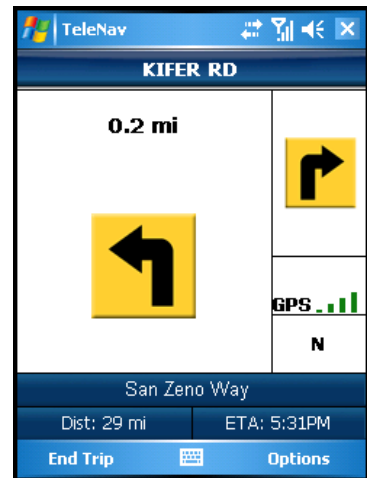 TeleNav
KIFER RD
0.2 mi
GPS
N
San Zeno Way
Dist: 29 mi
ETA: 5:31PM
End Trip
Options